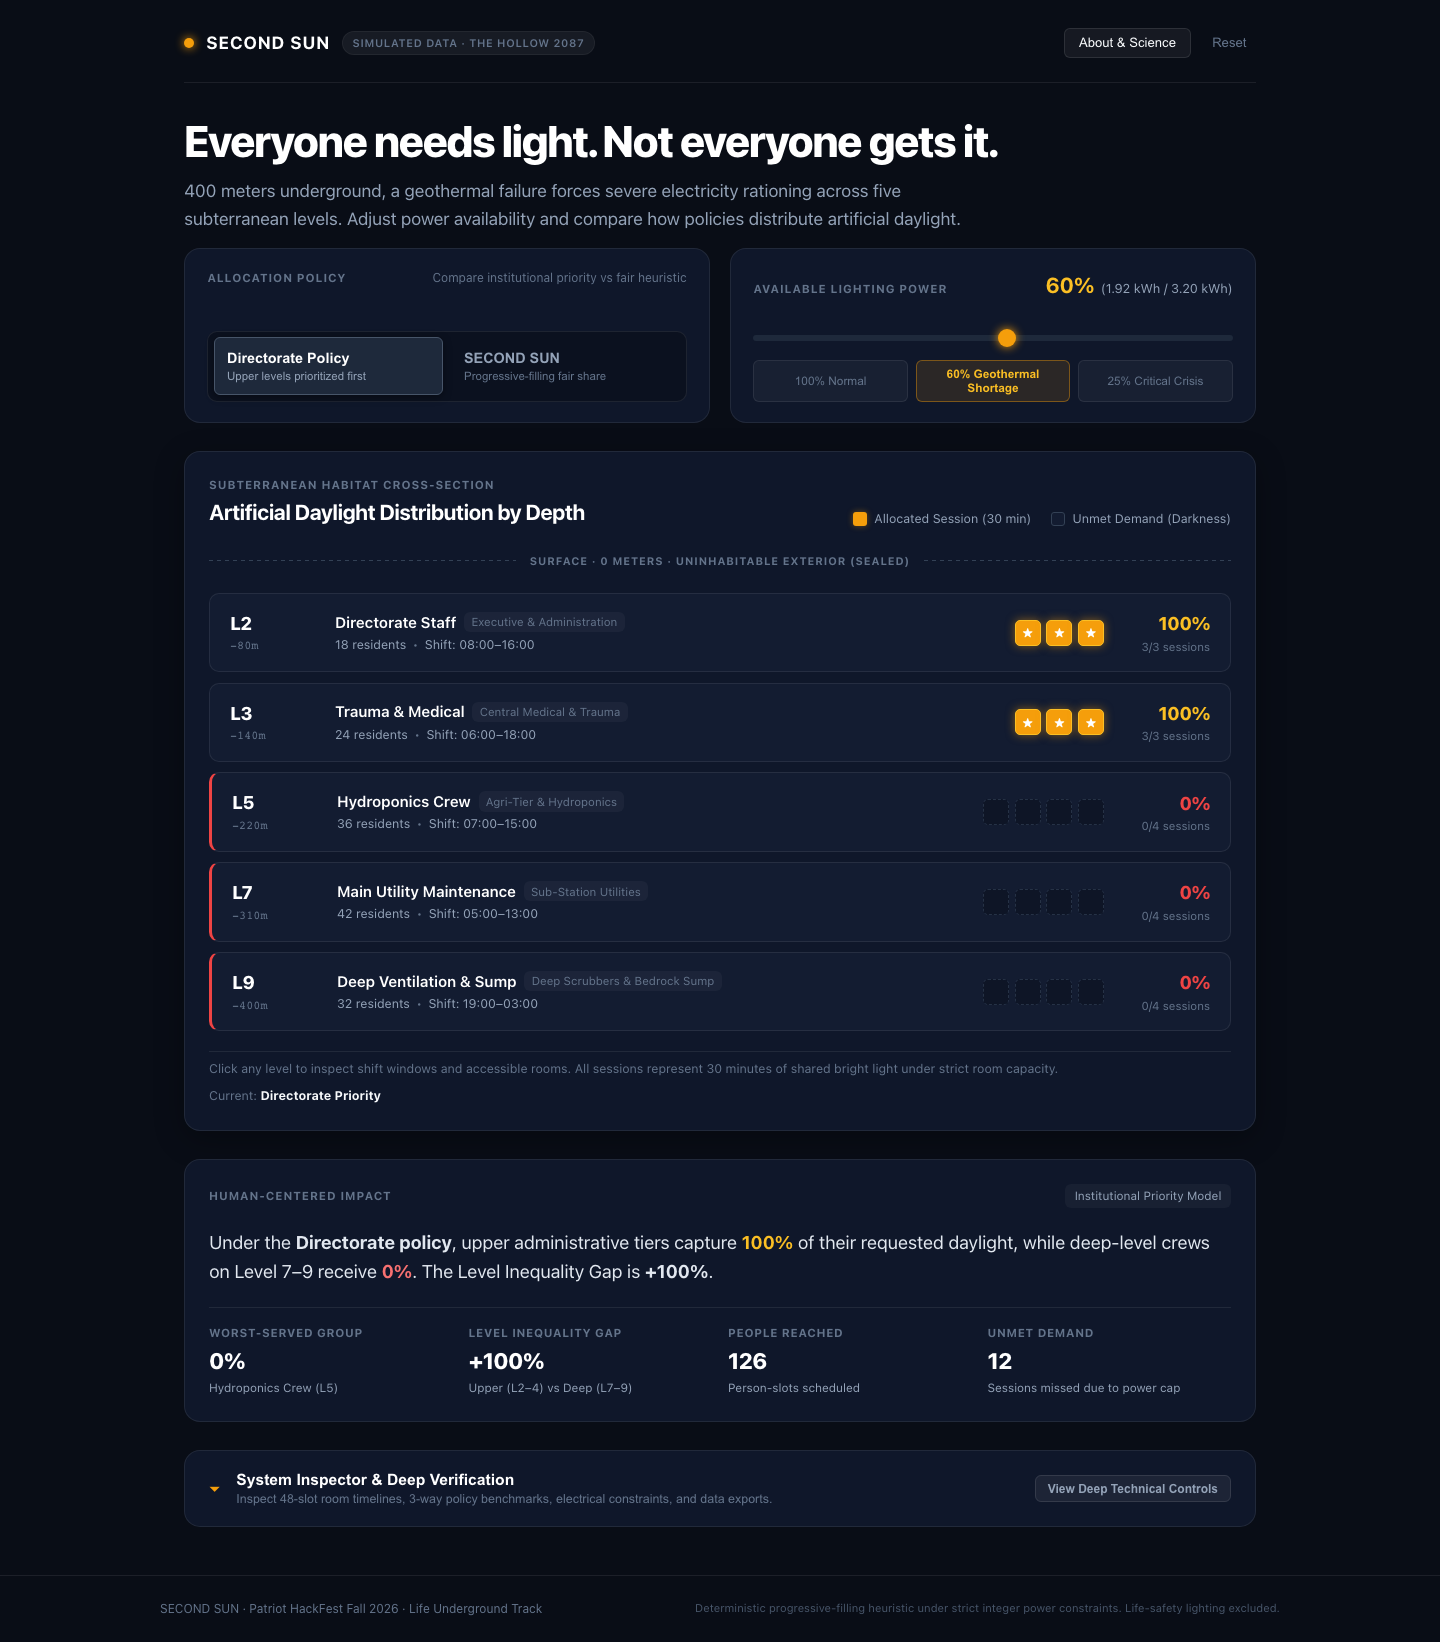 SECOND SUN
SIMULATED DATA · THE HOLLOW 2087
About & Science
Reset
Everyone needs light. Not everyone gets it.
400 meters underground, a geothermal failure forces severe electricity rationing across five
subterranean levels. Adjust power availability and compare how policies distribute artificial daylight.
ALLOCATION POLICY
Compare institutional priority vs fair heuristic
Directorate Policy
Upper levels prioritized first
SECOND SUN
Progressive-filling fair share
AVAILABLE LIGHTING POWER
60% (1.92 kWh / 3.20 kWh)
100% Normal
60% Geothermal
Shortage
25% Critical Crisis
SUBTERRANEAN HABITAT CROSS-SECTION
Artificial Daylight Distribution by Depth
Allocated Session (30 min)
Unmet Demand (Darkness)
SURFACE · 0 METERS · UNINHABITABLE EXTERIOR (SEALED)
L2
−80m
Directorate Staff
Executive & Administration
18 residents • Shift: 08:00–16:00
100%
3/3 sessions
L3
−140m
Trauma & Medical
Central Medical & Trauma
24 residents • Shift: 06:00–18:00
100%
3/3 sessions
L5
−220m
Hydroponics Crew
Agri-Tier & Hydroponics
36 residents • Shift: 07:00–15:00
0%
0/4 sessions
L7
−310m
Main Utility Maintenance
Sub-Station Utilities
42 residents • Shift: 05:00–13:00
0%
0/4 sessions
L9
−400m
Deep Ventilation & Sump
Deep Scrubbers & Bedrock Sump
32 residents • Shift: 19:00–03:00
0%
0/4 sessions
Click any level to inspect shift windows and accessible rooms. All sessions represent 30 minutes of shared bright light under strict room capacity.
Current: Directorate Priority
HUMAN-CENTERED IMPACT
Institutional Priority Model
Under the Directorate policy, upper administrative tiers capture 100% of their requested daylight, while deep-level crews
on Level 7–9 receive 0%. The Level Inequality Gap is +100%.
WORST-SERVED GROUP
0%
Hydroponics Crew (L5)
LEVEL INEQUALITY GAP
+100%
Upper (L2–4) vs Deep (L7–9)
PEOPLE REACHED
126
Person-slots scheduled
UNMET DEMAND
12
Sessions missed due to power cap
System Inspector & Deep Verification
Inspect 48-slot room timelines, 3-way policy benchmarks, electrical constraints, and data exports.
View Deep Technical Controls
SECOND SUN · Patriot HackFest Fall 2026 · Life Underground Track
Deterministic progressive-filling heuristic under strict integer power constraints. Life-safety lighting excluded.